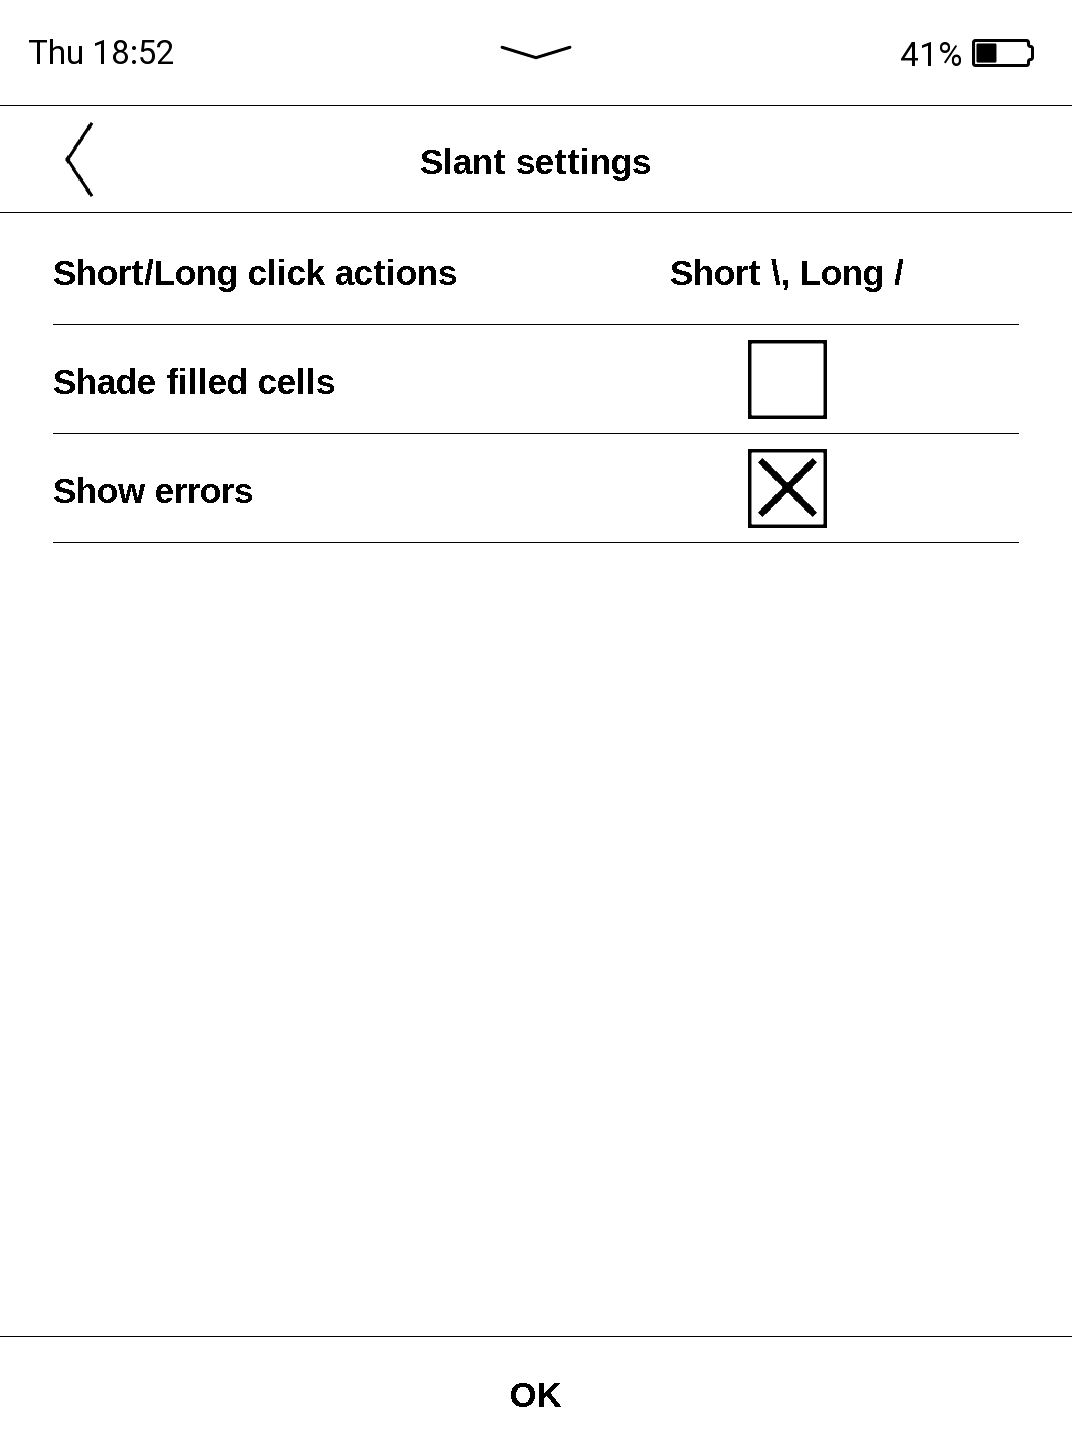 Thu 18:52
41%
Slant settings
Short/Long click actions Short \, Long /
Shade filled cells
Show errors
OK